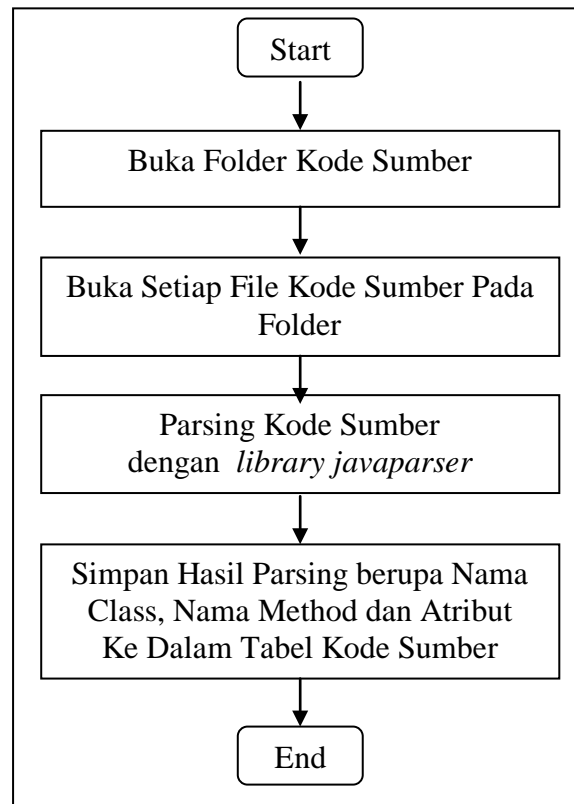 Start
Buka Folder Kode Sumber
Buka Setiap File Kode Sumber Pada
Folder
Parsing Kode Sumber
dengan library javaparser
Simpan Hasil Parsing berupa Nama
Class, Nama Method dan Atribut
Ke Dalam Tabel Kode Sumber
End